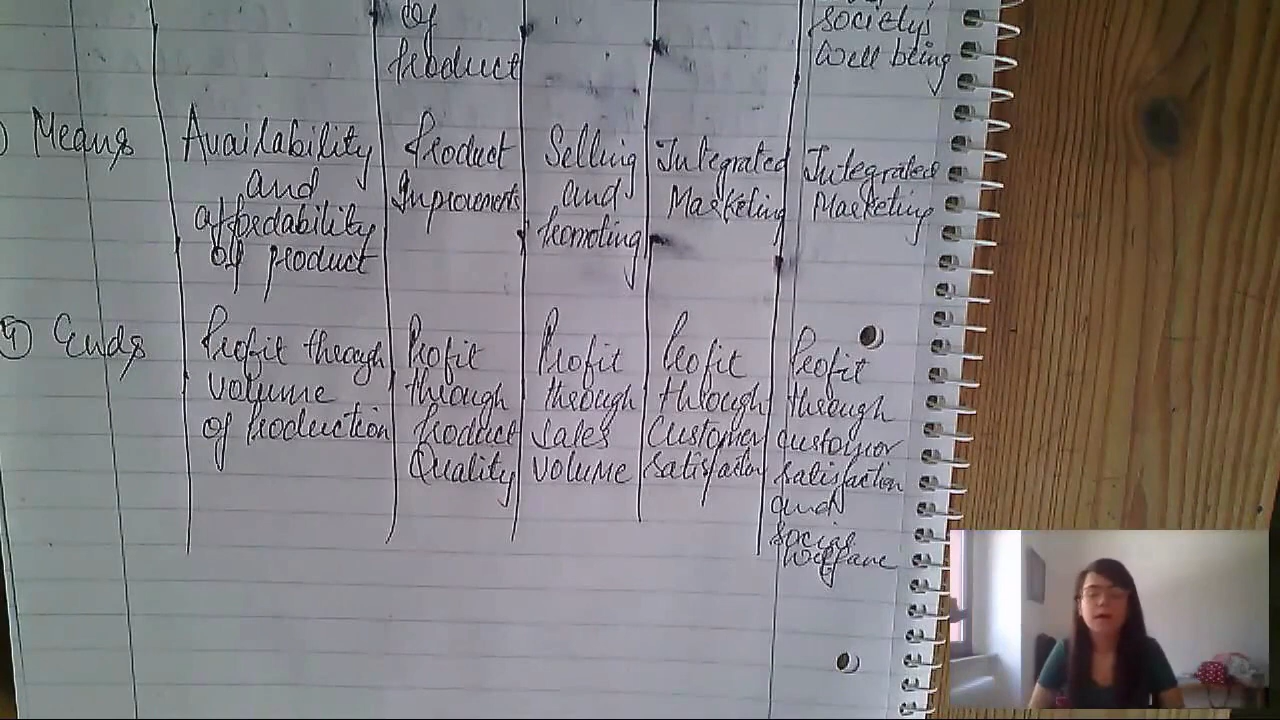 Of
Product
society's
Well being
) Means
Availability
and
affordability
Of product
Product
Improvements
Selling
and
Promoting
Integrated
Marketing
Integrated
Marketing
4) Ends
Profit through
volume
of Production
Profit
through
Product
Quality
Profit
through
Sales
Volume
Profit
through
Customer
Satisfaction
Profit
through
customer
satisfaction
and
social
Welfare